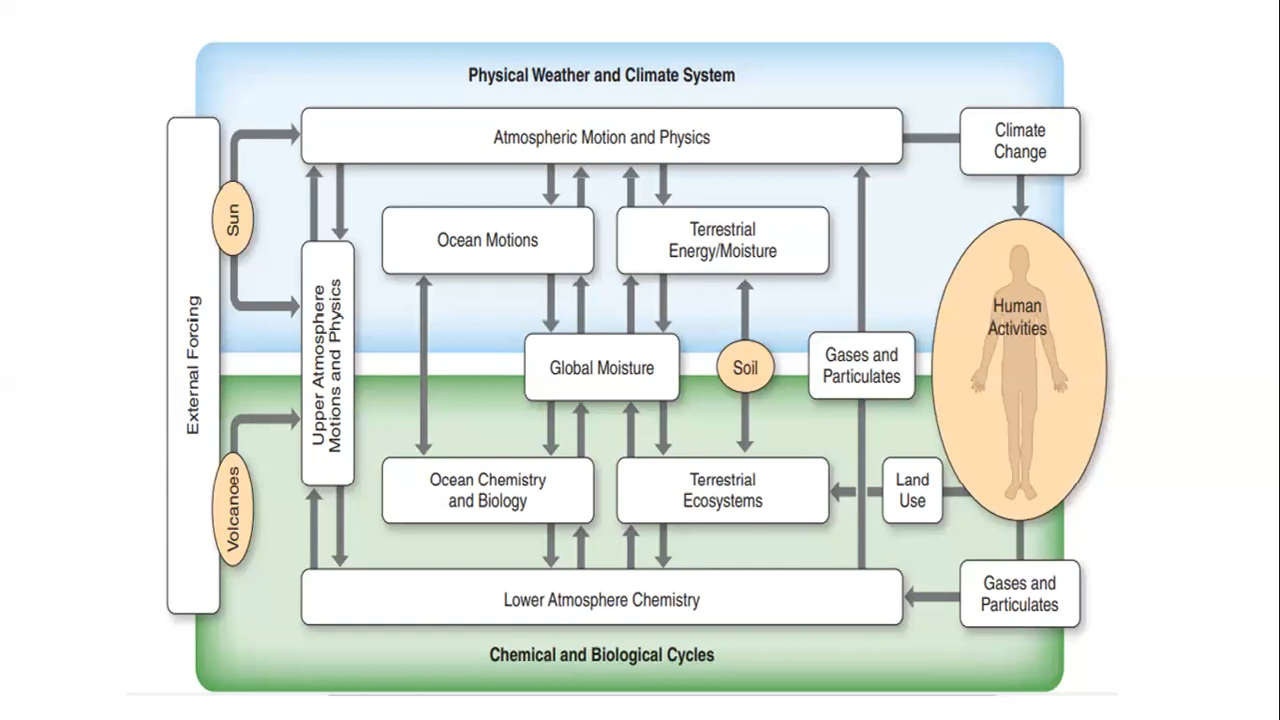 Physical Weather and Climate System
Atmospheric Motion and Physics
Climate
Change
Sun
Ocean Motions
Terrestrial
Energy/Moisture
External Forcing
Upper Atmosphere
Motions and Physics
Human
Activities
Global Moisture
Soil
Gases and
Particulates
Volcanoes
Ocean Chemistry
and Biology
Terrestrial
Ecosystems
Land
Use
Lower Atmosphere Chemistry
Gases and
Particulates
Chemical and Biological Cycles